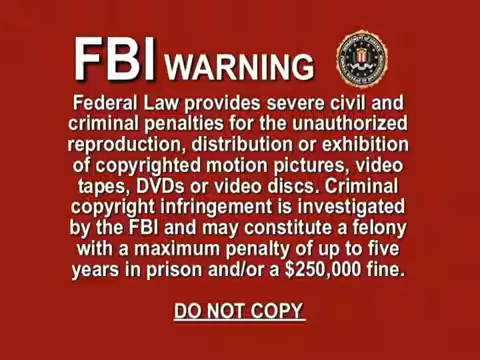 FBI WARNING
Federal Law provides severe civil and
criminal penalties for the unauthorized
reproduction, distribution or exhibition
of copyrighted motion pictures, video
tapes, DVDs or video discs. Criminal
copyright infringement is investigated
by the FBI and may constitute a felony
with a maximum penalty of up to five
years in prison and/or a $250,000 fine.
DO NOT COPY